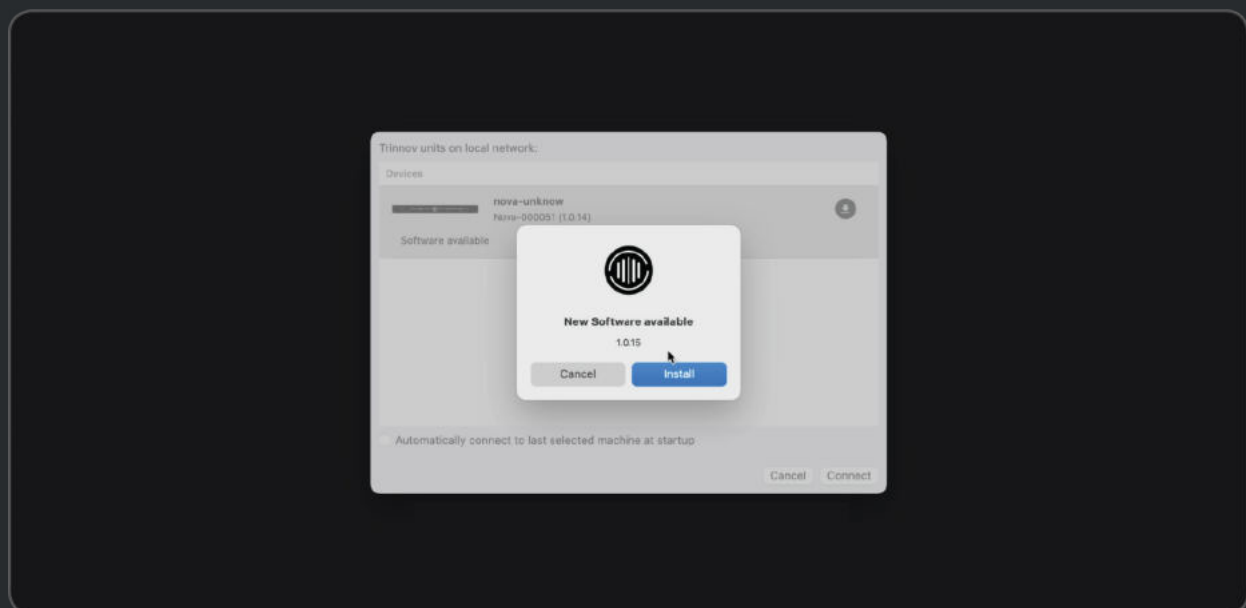 Trinnov units on local network:
Devices
nova-unknow
Nova-000051 (1.0.14)
Software available
New Software available
1.0.15
Cancel
Install
Automatically connect to last selected machine at startup
Cancel
Connect